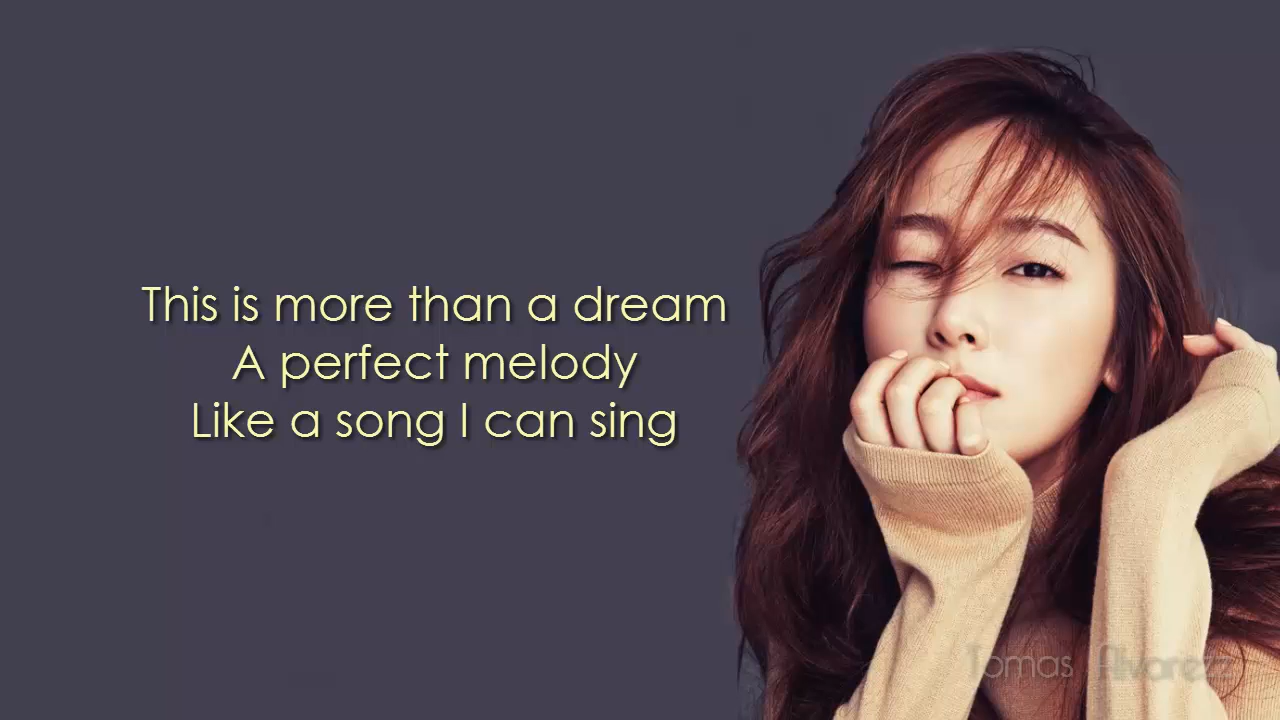 This is more than a dream
A perfect melody
Like a song I can sing
Tomas Alvarezz